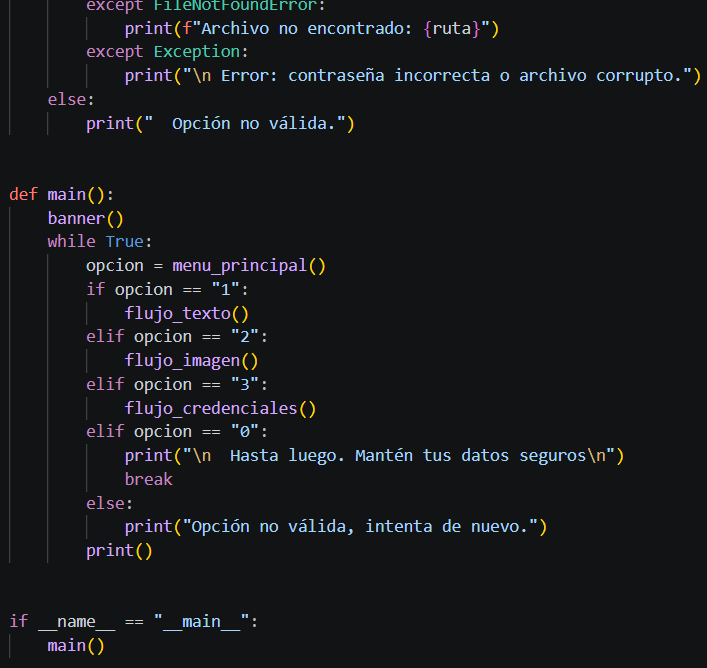 except FileNotFoundError:
print(f"Archivo no encontrado: {ruta}")
except Exception:
print("\n Error: contraseña incorrecta o archivo corrupto.")
else:
print("  Opción no válida.")
def main():
banner()
while True:
opcion = menu_principal()
if opcion == "1":
flujo_texto()
elif opcion == "2":
flujo_imagen()
elif opcion == "3":
flujo_credenciales()
elif opcion == "0":
print("\n  Hasta luego. Mantén tus datos seguros\n")
break
else:
print("Opción no válida, intenta de nuevo.")
print()
if __name__ == "__main__":
main()